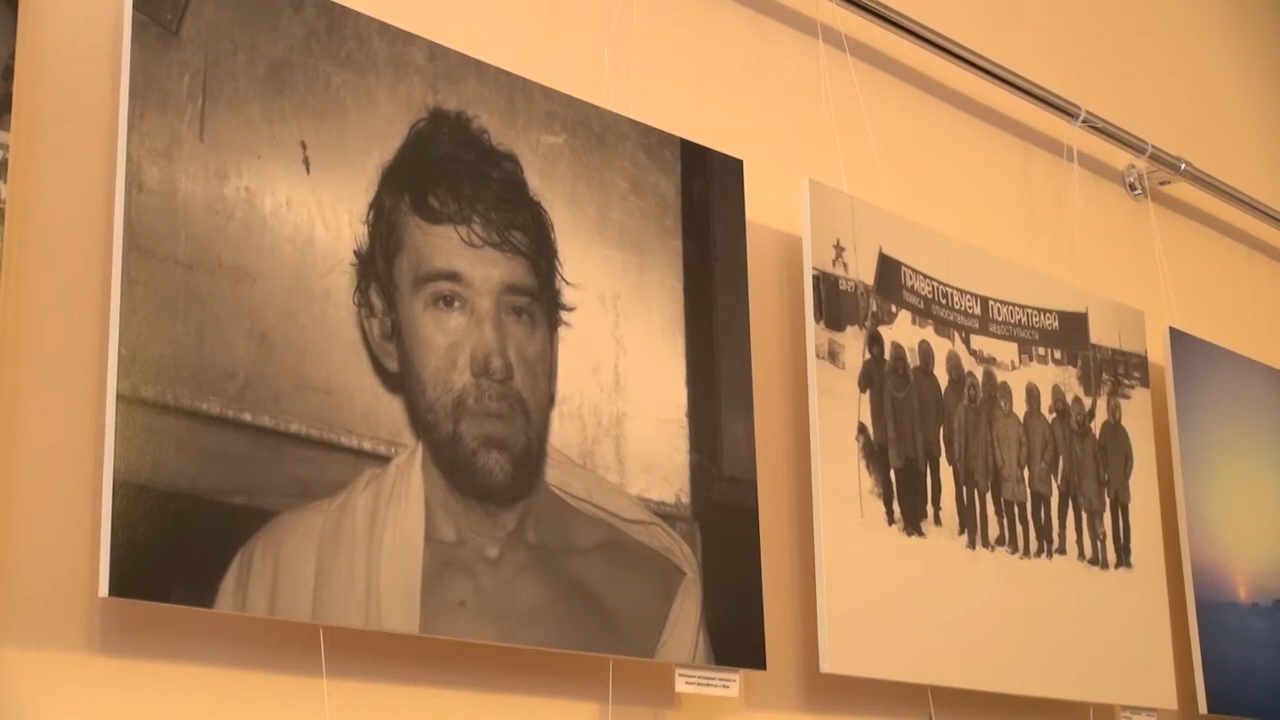 СП-27
ПРИВЕТСТВУЕМ ПОКОРИТЕЛЕЙ
ПОЛЮСА ОТНОСИТЕЛЬНОЙ НЕДОСТУПНОСТИ